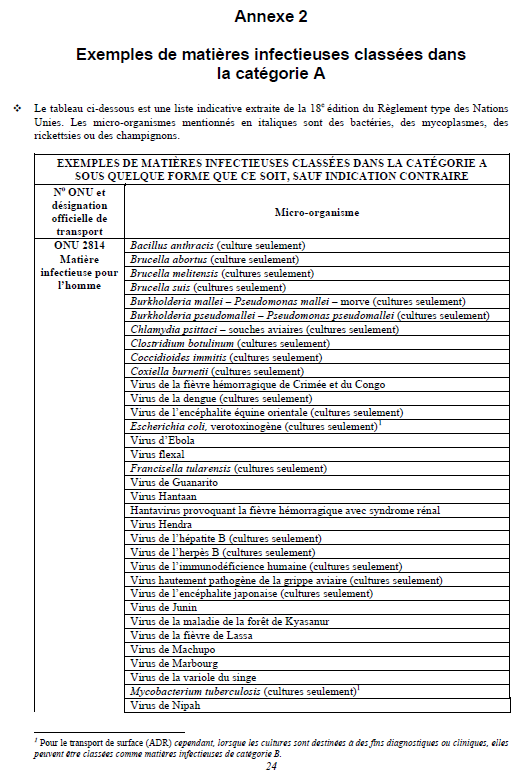 Annexe 2
Exemples de matières infectieuses classées dans
la catégorie A
❖ Le tableau ci-dessous est une liste indicative extraite de la 18e édition du Règlement type des Nations
Unies. Les micro-organismes mentionnés en italiques sont des bactéries, des mycoplasmes, des
rickettsies ou des champignons.
EXEMPLES DE MATIÈRES INFECTIEUSES CLASSÉES DANS LA CATÉGORIE A
SOUS QUELQUE FORME QUE CE SOIT, SAUF INDICATION CONTRAIRE
No ONU et
désignation
officielle de
transport
Micro-organisme
ONU 2814
Matière
infectieuse pour
l'homme
Bacillus anthracis (culture seulement)
Brucella abortus (culture seulement)
Brucella melitensis (cultures seulement)
Brucella suis (cultures seulement)
Burkholderia mallei – Pseudomonas mallei – morve (cultures seulement)
Burkholderia pseudomallei – Pseudomonas pseudomallei (cultures seulement)
Chlamydia psittaci – souches aviaires (cultures seulement)
Clostridium botulinum (cultures seulement)
Coccidioides immitis (cultures seulement)
Coxiella burnetii (cultures seulement)
Virus de la fièvre hémorragique de Crimée et du Congo
Virus de la dengue (cultures seulement)
Virus de l'encéphalite équine orientale (cultures seulement)
Escherichia coli, verotoxinogène (cultures seulement)1
Virus d'Ebola
Virus flexal
Francisella tularensis (cultures seulement)
Virus de Guanarito
Virus Hantaan
Hantavirus provoquant la fièvre hémorragique avec syndrome rénal
Virus Hendra
Virus de l'hépatite B (cultures seulement)
Virus de l'herpès B (cultures seulement)
Virus de l'immunodéficience humaine (cultures seulement)
Virus hautement pathogène de la grippe aviaire (cultures seulement)
Virus de l'encéphalite japonaise (cultures seulement)
Virus de Junin
Virus de la maladie de la forêt de Kyasanur
Virus de la fièvre de Lassa
Virus de Machupo
Virus de Marbourg
Virus de la variole du singe
Mycobacterium tuberculosis (cultures seulement)1
Virus de Nipah
1 Pour le transport de surface (ADR) cependant, lorsque les cultures sont destinées à des fins diagnostiques ou cliniques, elles
peuvent être classées comme matières infectieuses de catégorie B.
24